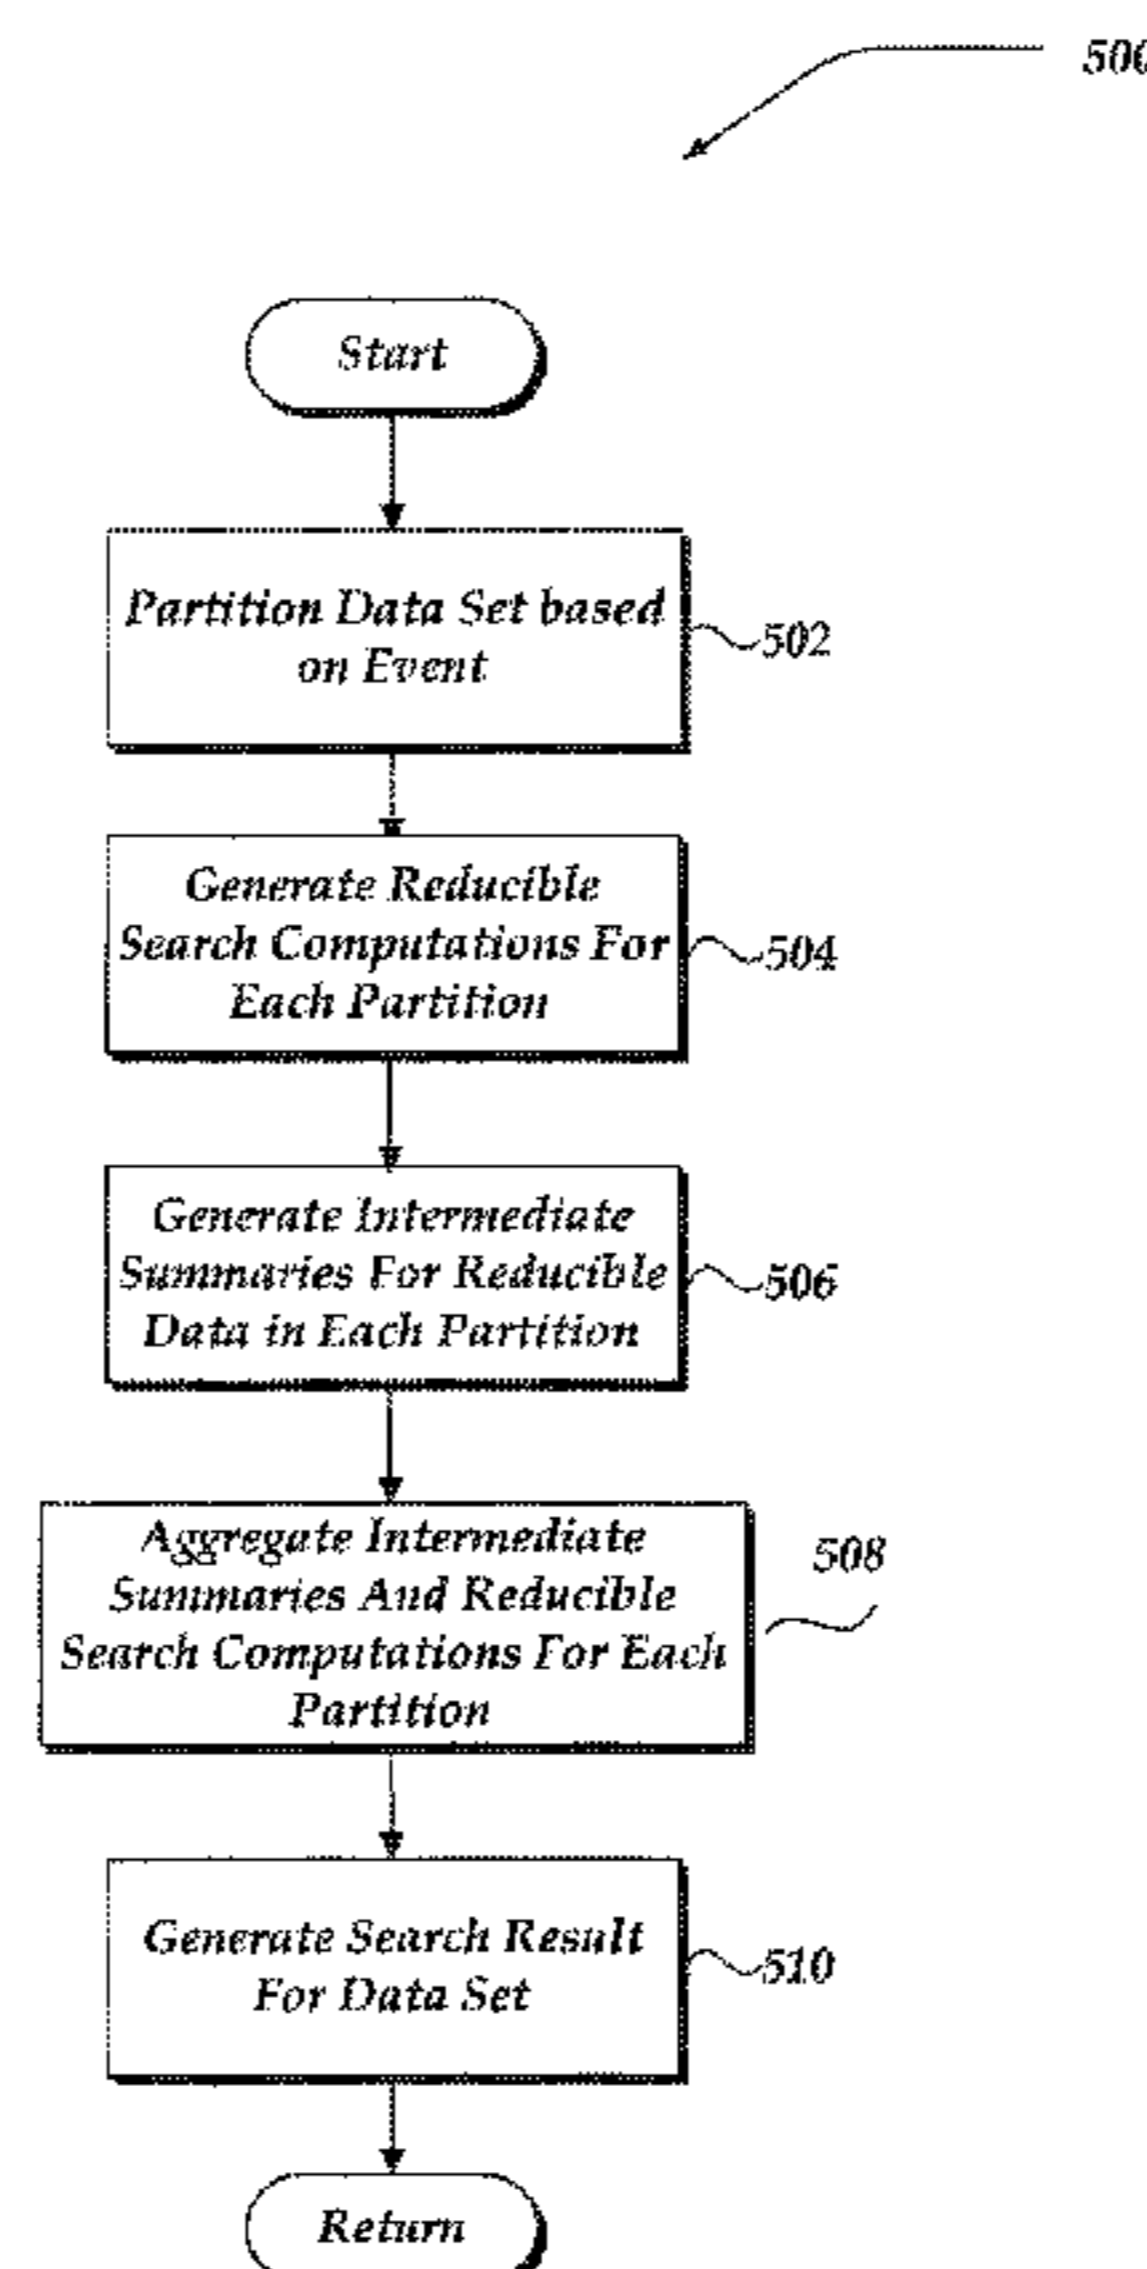 500
Start
Partition Data Set based
on Event
502
Generate Reducible
Search Computations For
Each Partition
504
Generate Intermediate
Summaries For Reducible
Data in Each Partition
506
Aggregate Intermediate
Summaries And Reducible
Search Computations For Each
Partition
508
Generate Search Result
For Data Set
510
Return